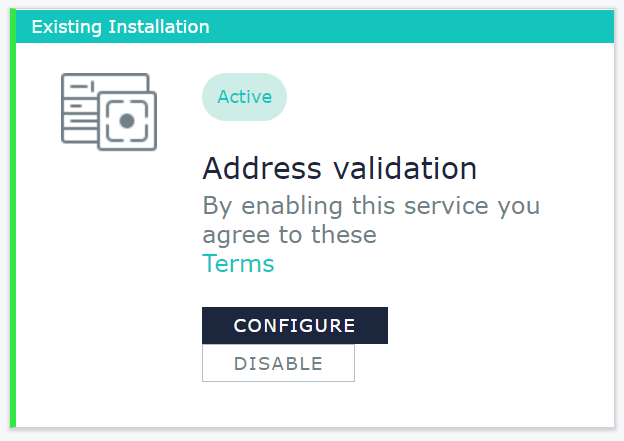 Existing Installation
Active
Address validation
By enabling this service you
agree to these
Terms
CONFIGURE
DISABLE